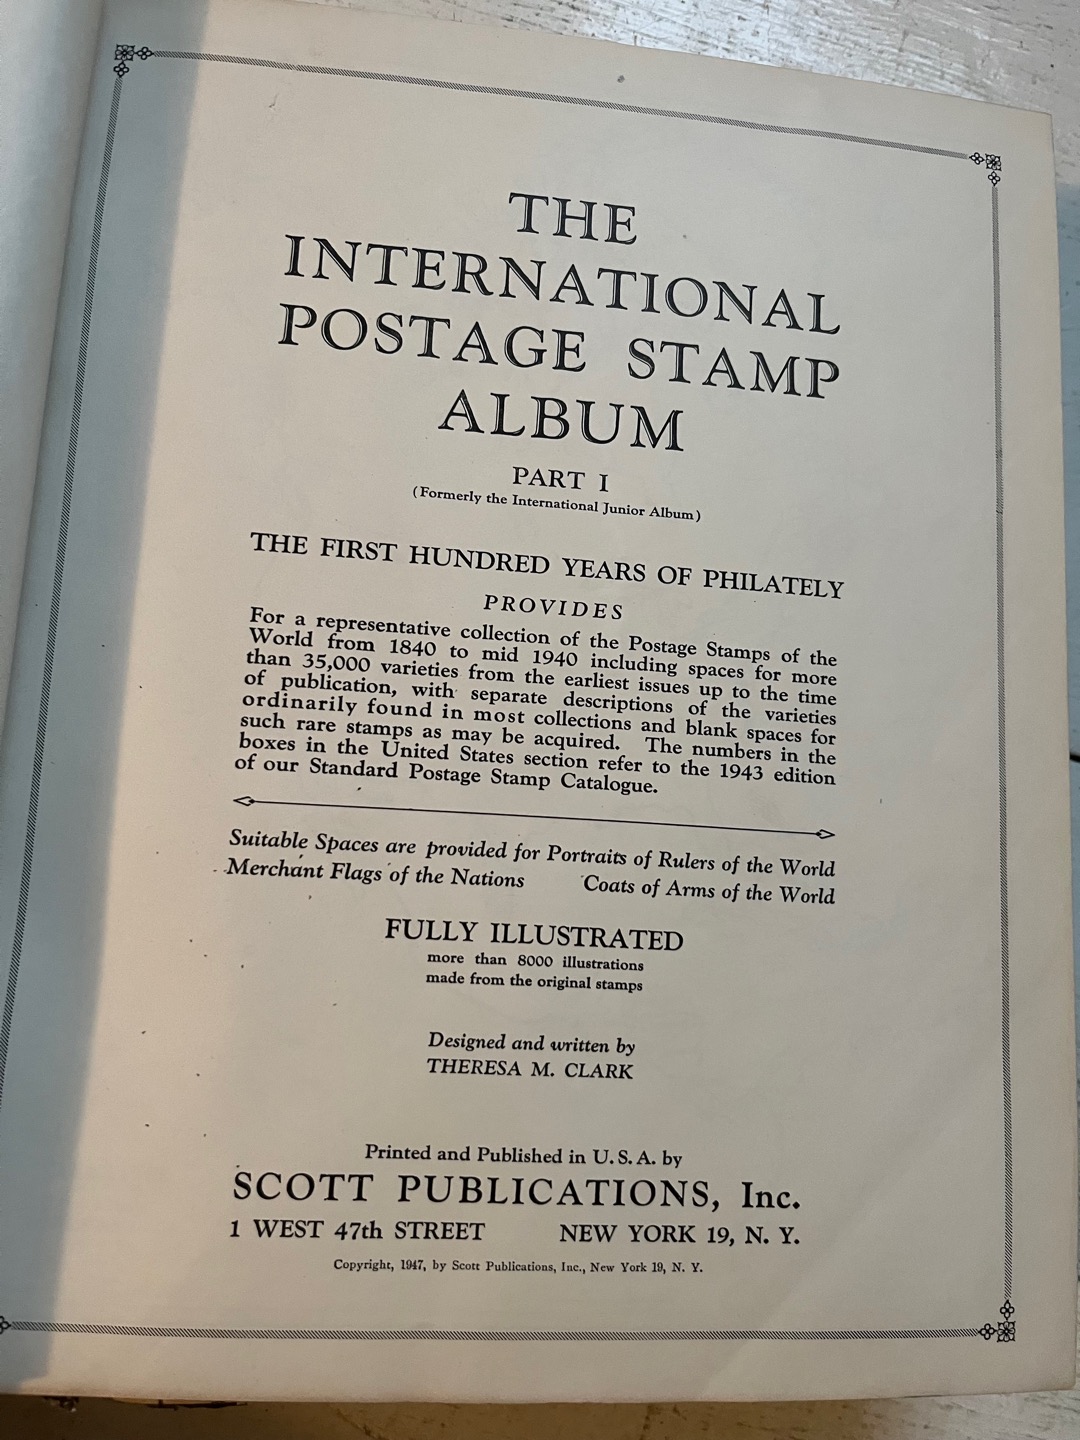 THE
INTERNATIONAL
POSTAGE STAMP
ALBUM
PART I
(Formerly the International Junior Album)
THE FIRST HUNDRED YEARS OF PHILATELY
PROVIDES
For a representative collection of the Postage Stamps of the
World from 1840 to mid 1940 including spaces for more
than 35,000 varieties from the earliest issues up to the time
of publication, with separate descriptions of the varieties
ordinarily found in most collections and blank spaces for
such rare stamps as may be acquired. The numbers in the
boxes in the United States section refer to the 1943 edition
of our Standard Postage Stamp Catalogue.
Suitable Spaces are provided for Portraits of Rulers of the World
Merchant Flags of the Nations Coats of Arms of the World
FULLY ILLUSTRATED
more than 8000 illustrations
made from the original stamps
Designed and written by
THERESA M. CLARK
Printed and Published in U. S. A. by
SCOTT PUBLICATIONS, Inc.
1 WEST 47th STREET NEW YORK 19, N. Y.
Copyright, 1947, by Scott Publications, Inc., New York 19, N. Y.